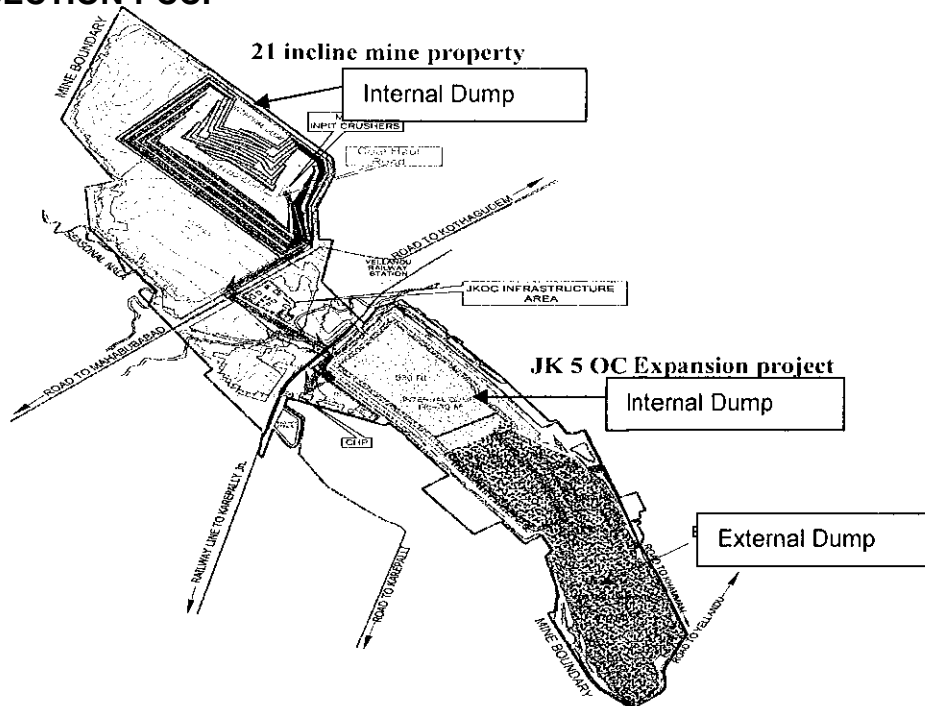 21 incline mine property
MINE BOUNDARY
Internal Dump
INPIT CRUSHERS
Coal Haul
Road
ROAD TO KOTHAGUDEM
SEASONAL NALA
YELLANDU
RAILWAY
STATION
JKOC INFRASTRUCTURE
AREA
ROAD TO MAHABUBABAD
JK 5 OC Expansion project
Internal Dump
CHP
RAILWAY LINE TO KAREPALLY Jn.
ROAD TO KAREPALLI
External Dump
ROAD TO YELLANDU
MINE BOUNDARY